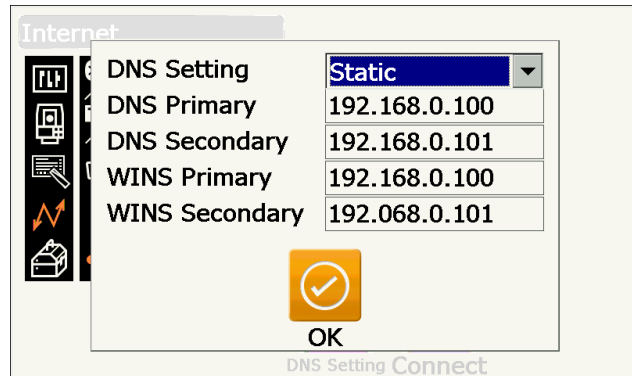 Internet
DNS Setting Static
DNS Primary 192.168.0.100
DNS Secondary 192.168.0.101
WINS Primary 192.168.0.100
WINS Secondary 192.068.0.101
OK
DNS Setting Connect